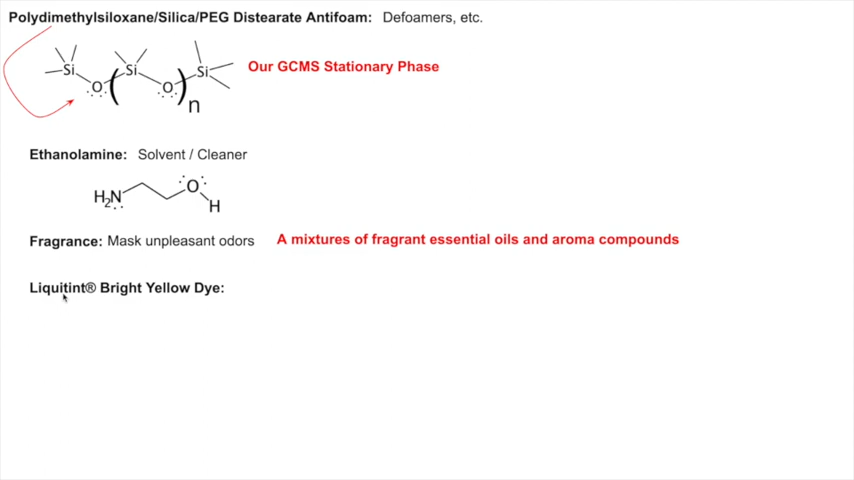 Polydimethylsiloxane/Silica/PEG Distearate Antifoam: Defoamers, etc.
Si Si Si
O O n
Our GCMS Stationary Phase
Ethanolamine: Solvent / Cleaner
H2N O H
Fragrance: Mask unpleasant odors A mixtures of fragrant essential oils and aroma compounds
Liquitint® Bright Yellow Dye: